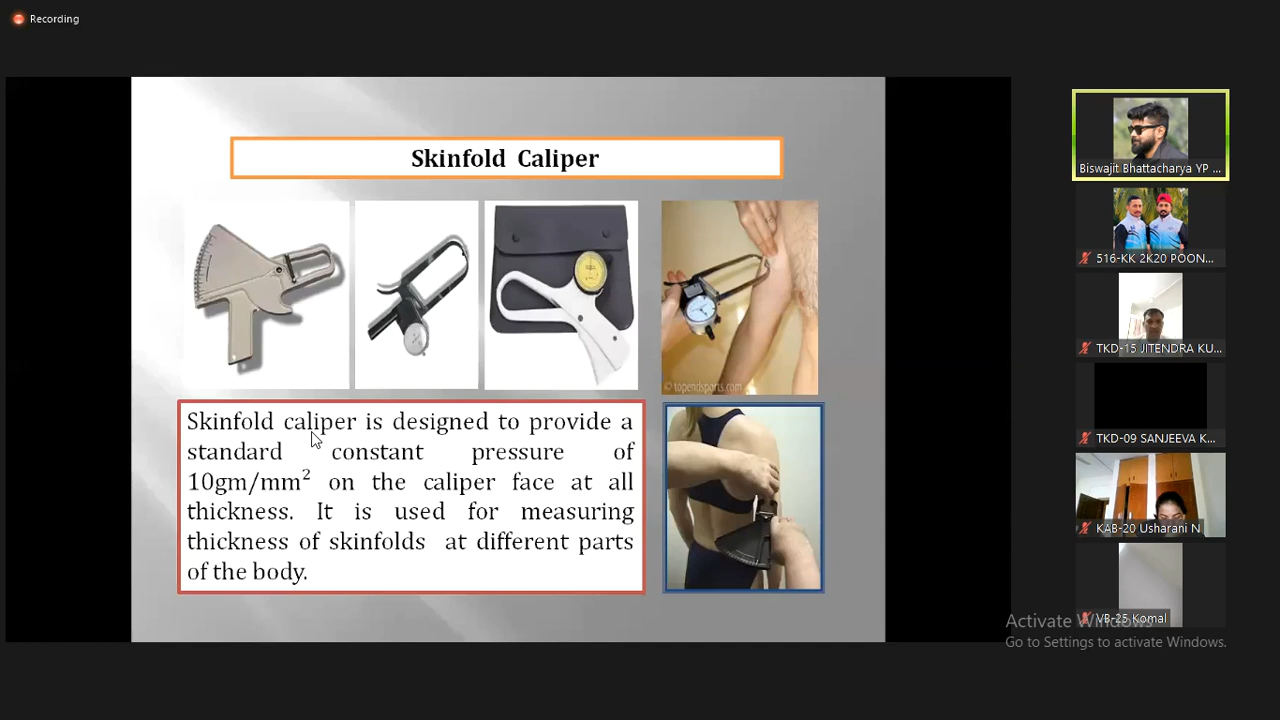 Recording
Skinfold Caliper
© topendsports.com
Skinfold caliper is designed to provide a
standard constant pressure of
10gm/mm² on the caliper face at all
thickness. It is used for measuring
thickness of skinfolds at different parts
of the body.
Biswajit Bhattacharya YP ...
516-KK 2K20 POON...
TKD-15 JITENDRA KU...
TKD-09 SANJEEVA K...
KAB-20 Usharani N
VB-25 Komal
Activate Windows
Go to Settings to activate Windows.